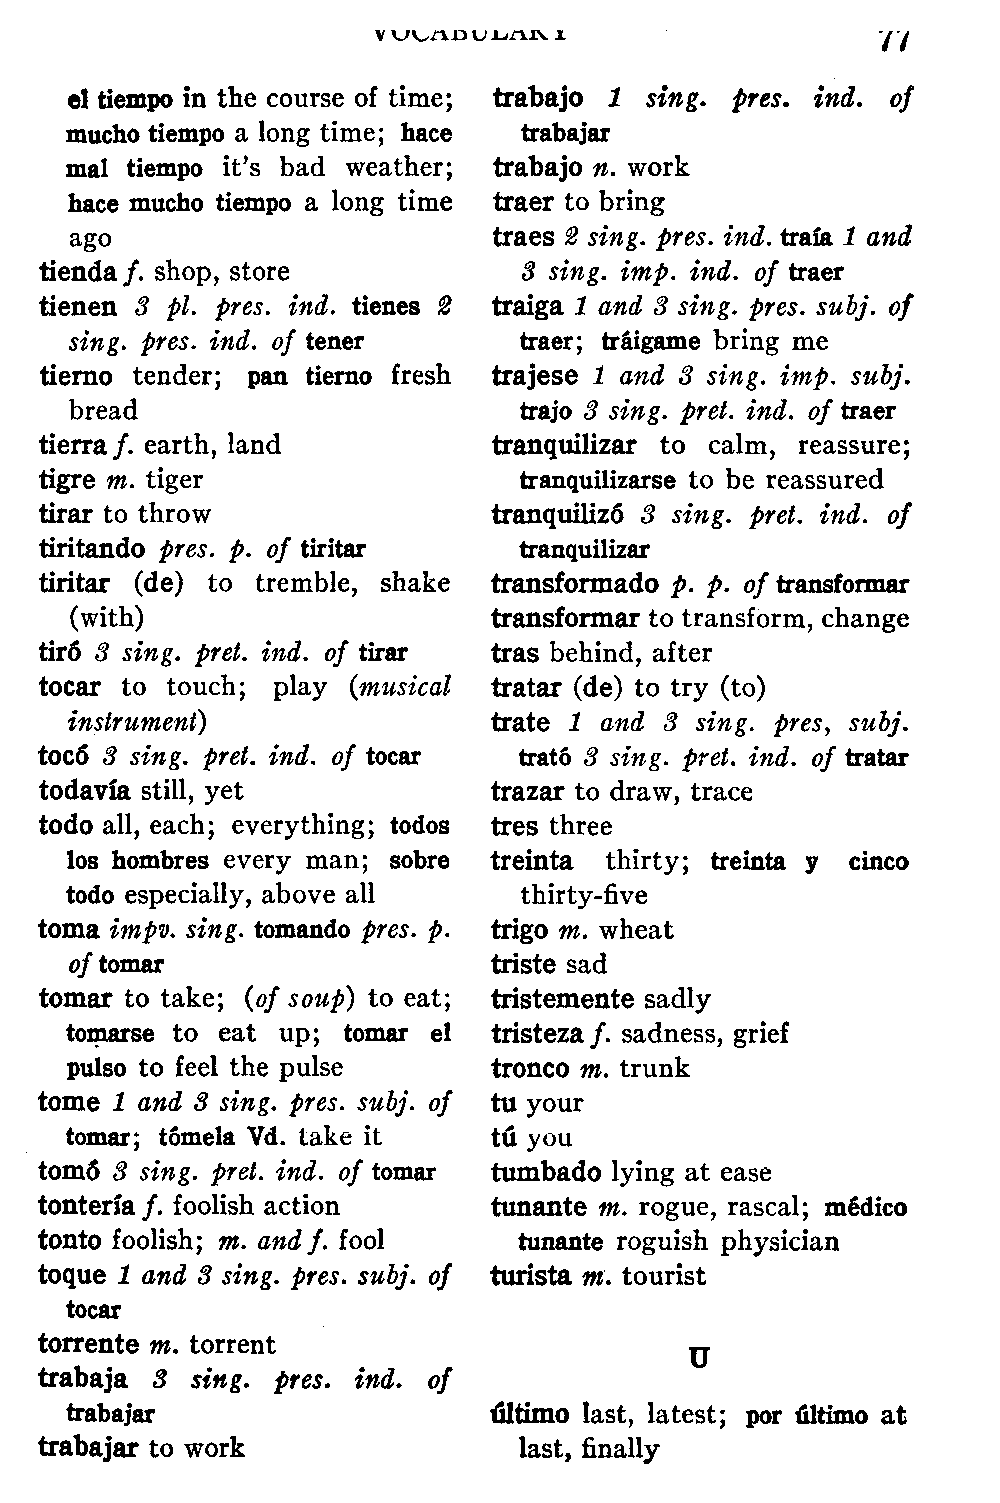 VOCABULARY
77
el tiempo in the course of time;
mucho tiempo a long time; hace
mal tiempo it's bad weather;
hace mucho tiempo a long time
ago
tienda f. shop, store
tienen 3 pl. pres. ind. tienes 2
sing. pres. ind. of tener
tierno tender; pan tierno fresh
bread
tierra f. earth, land
tigre m. tiger
tirar to throw
tiritando pres. p. of tiritar
tiritar (de) to tremble, shake
(with)
tiró 3 sing. pret. ind. of tirar
tocar to touch; play (musical
instrument)
tocó 3 sing. pret. ind. of tocar
todavía still, yet
todo all, each; everything; todos
los hombres every man; sobre
todo especially, above all
toma impv. sing. tomando pres. p.
of tomar
tomar to take; (of soup) to eat;
tomarse to eat up; tomar el
pulso to feel the pulse
tome 1 and 3 sing. pres. subj. of
tomar; tómela Vd. take it
tomó 3 sing. pret. ind. of tomar
tontería f. foolish action
tonto foolish; m. and f. fool
toque 1 and 3 sing. pres. subj. of
tocar
torrente m. torrent
trabaja 3 sing. pres. ind. of
trabajar
trabajar to work
trabajo 1 sing. pres. ind. of
trabajar
trabajo n. work
traer to bring
traes 2 sing. pres. ind. traía 1 and
3 sing. imp. ind. of traer
traiga 1 and 3 sing. pres. subj. of
traer; tráigame bring me
trajese 1 and 3 sing. imp. subj.
trajo 3 sing. pret. ind. of traer
tranquilizar to calm, reassure;
tranquilizarse to be reassured
tranquilizó 3 sing. pret. ind. of
tranquilizar
transformado p. p. of transformar
transformar to transform, change
tras behind, after
tratar (de) to try (to)
trate 1 and 3 sing. pres, subj.
trató 3 sing. pret. ind. of tratar
trazar to draw, trace
tres three
treinta thirty; treinta y cinco
thirty-five
trigo m. wheat
triste sad
tristemente sadly
tristeza f. sadness, grief
tronco m. trunk
tu your
tú you
tumbado lying at ease
tunante m. rogue, rascal; médico
tunante roguish physician
turista m. tourist
U
último last, latest; por último at
last, finally